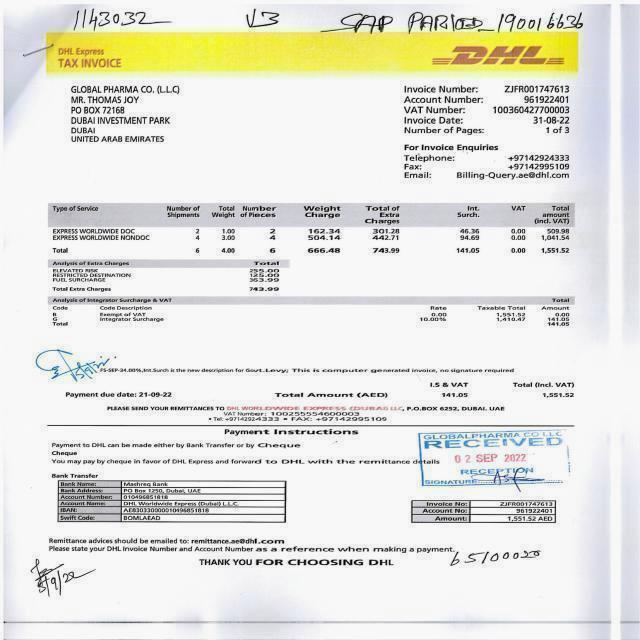 1143032 V3 SAP PARKED_190016636
DHL Express
TAX INVOICE
DHL
GLOBAL PHARMA CO. (L.L.C)
MR. THOMAS JOY
PO BOX 72168
DUBAI INVESTMENT PARK
DUBAI
UNITED ARAB EMIRATES
Invoice Number: ZJFR001747613
Account Number: 961922401
VAT Number: 100360427700003
Invoice Date: 31-08-22
Number of Pages: 1 of 3
For Invoice Enquiries
Telephone: +97142924333
Fax: +97142995109
Email: Billing-Query.ae@dhl.com
Type of Service Number of Shipments Total Weight Number of Pieces Weight Charge Total of Extra Charges Int. Surch. VAT Total amount (incl. VAT)
EXPRESS WORLDWIDE DOC 2 1.00 2 162.34 301.28 46.36 0.00 509.98
EXPRESS WORLDWIDE NONDOC 4 3.00 4 504.14 442.71 94.69 0.00 1,041.54
Total 6 4.00 6 666.48 743.99 141.05 0.00 1,551.52
Analysis of Extra Charges Total
ELEVATED RISK 255.00
RESTRICTED DESTINATION 125.00
FUEL SURCHARGE 363.99
Total Extra Charges 743.99
Analysis of Integrator Surcharge & VAT Total
Code Code Description Rate Taxable Total Amount
B Exempt of VAT 0.00 1,551.52 0.00
G Integrator Surcharge 10.00% 1,410.47 141.05
Total 141.05
FS-SEP-34.00%,Int.Surch is the new description for Govt.Levy; This is computer generated invoice, no signature required
I.S & VAT Total (Incl. VAT)
Payment due date: 21-09-22 Total Amount (AED) 141.05 1,551.52
PLEASE SEND YOUR REMITTANCES TO DHL WORLDWIDE EXPRESS (DUBAI) LLC, P.O.BOX 6252, DUBAI. UAE
VAT Number: 100255554600003
• Tel: +97142924333 • FAX: +97142995109
Payment Instructions
Payment to DHL can be made either by Bank Transfer or by Cheque
Cheque
You may pay by cheque in favor of DHL Express and forward to DHL with the remittance details
GLOBALPHARMA CO LLC
RECEIVED
02 SEP 2022
RECEPTION
SIGNATURE
Bank Transfer
Bank Name: Mashreq Bank
Bank Address: PO Box 1250, Dubai, UAE
Account Number: 010496851818
Account Name: DHL Worldwide Express (Dubai) L.L.C.
IBAN: AE830330000010496851818
Swift Code: BOMLAEAD
Invoice No: ZJFR001747613
Account No: 961922401
Amount: 1,551.52 AED
Remittance advices should be emailed to: remittance.ae@dhl.com
Please state your DHL Invoice Number and Account Number as a reference when making a payment.
THANK YOU FOR CHOOSING DHL
65100020
5/9/22